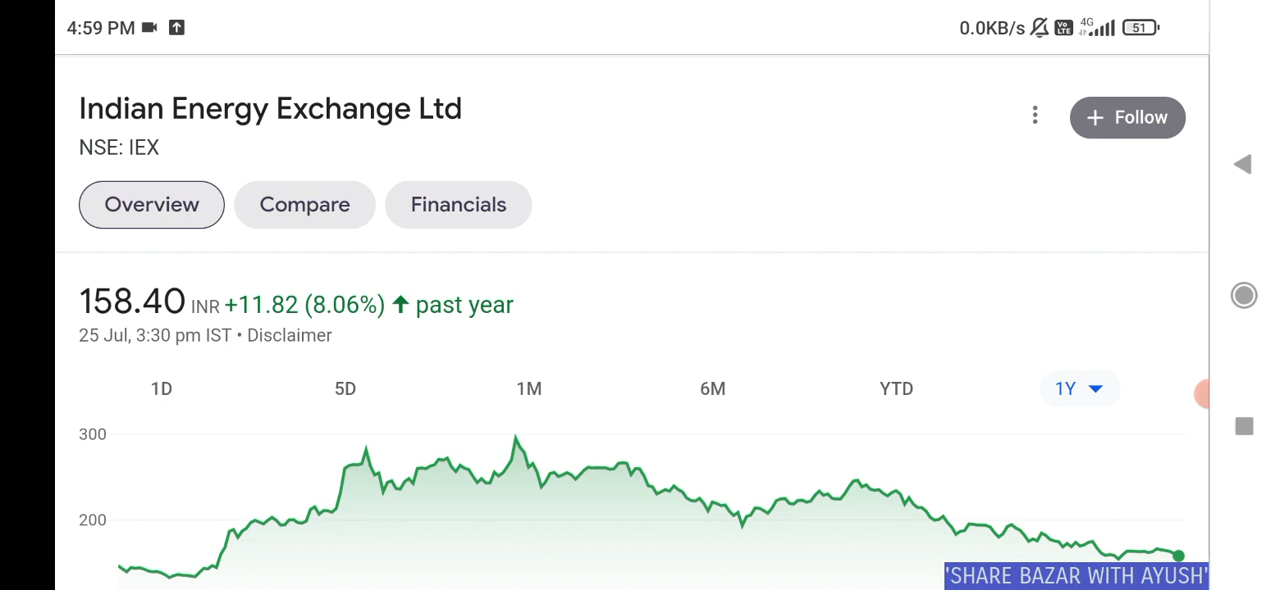 4:59 PM 0.0KB/s Vo LTE 4G 51
Indian Energy Exchange Ltd
+ Follow
NSE: IEX
Overview Compare Financials
158.40 INR +11.82 (8.06%) ↑ past year
25 Jul, 3:30 pm IST • Disclaimer
1D 5D 1M 6M YTD 1Y
300
200
'SHARE BAZAR WITH AYUSH'